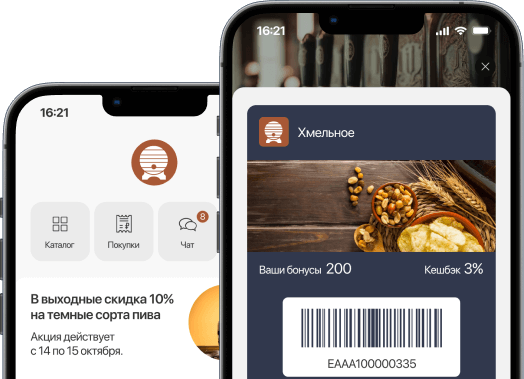 16:21
Каталог
Покупки
Чат
8
В выходные скидка 10%
на темные сорта пива
Акция действует
с 14 по 15 октября.
16:21
Хмельное
Ваши бонусы 200
Кешбэк 3%
EAAA100000335